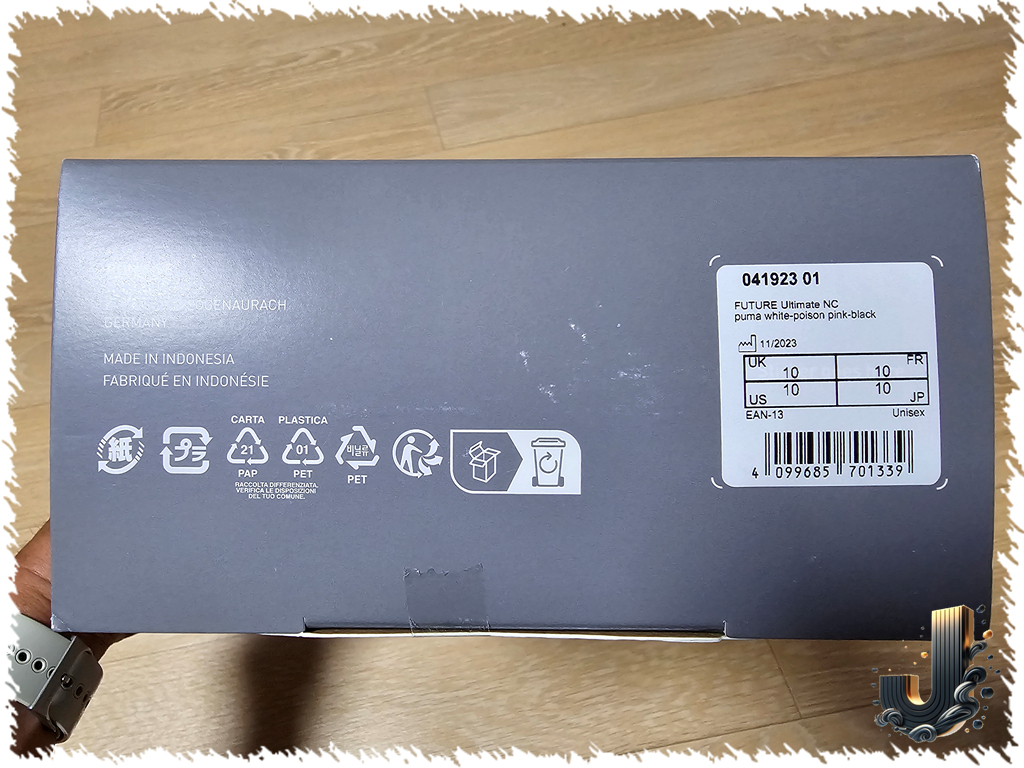 GERMANY
MADE IN INDONESIA
FABRIQUÉ EN INDONÉSIE
CARTA
PLASTICA
紙
プラ
21
01
비닐류
PAP
PET
PET
RACCOLTA DIFFERENZIATA.
VERIFICA LE DISPOSIZIONI
DEL TUO COMUNE.
041923 01
FUTURE Ultimate NC
puma white-poison pink-black
11/2023
UK 10 10 FR
US 10 10 JP
EAN-13 Unisex
4 099685 701339
J